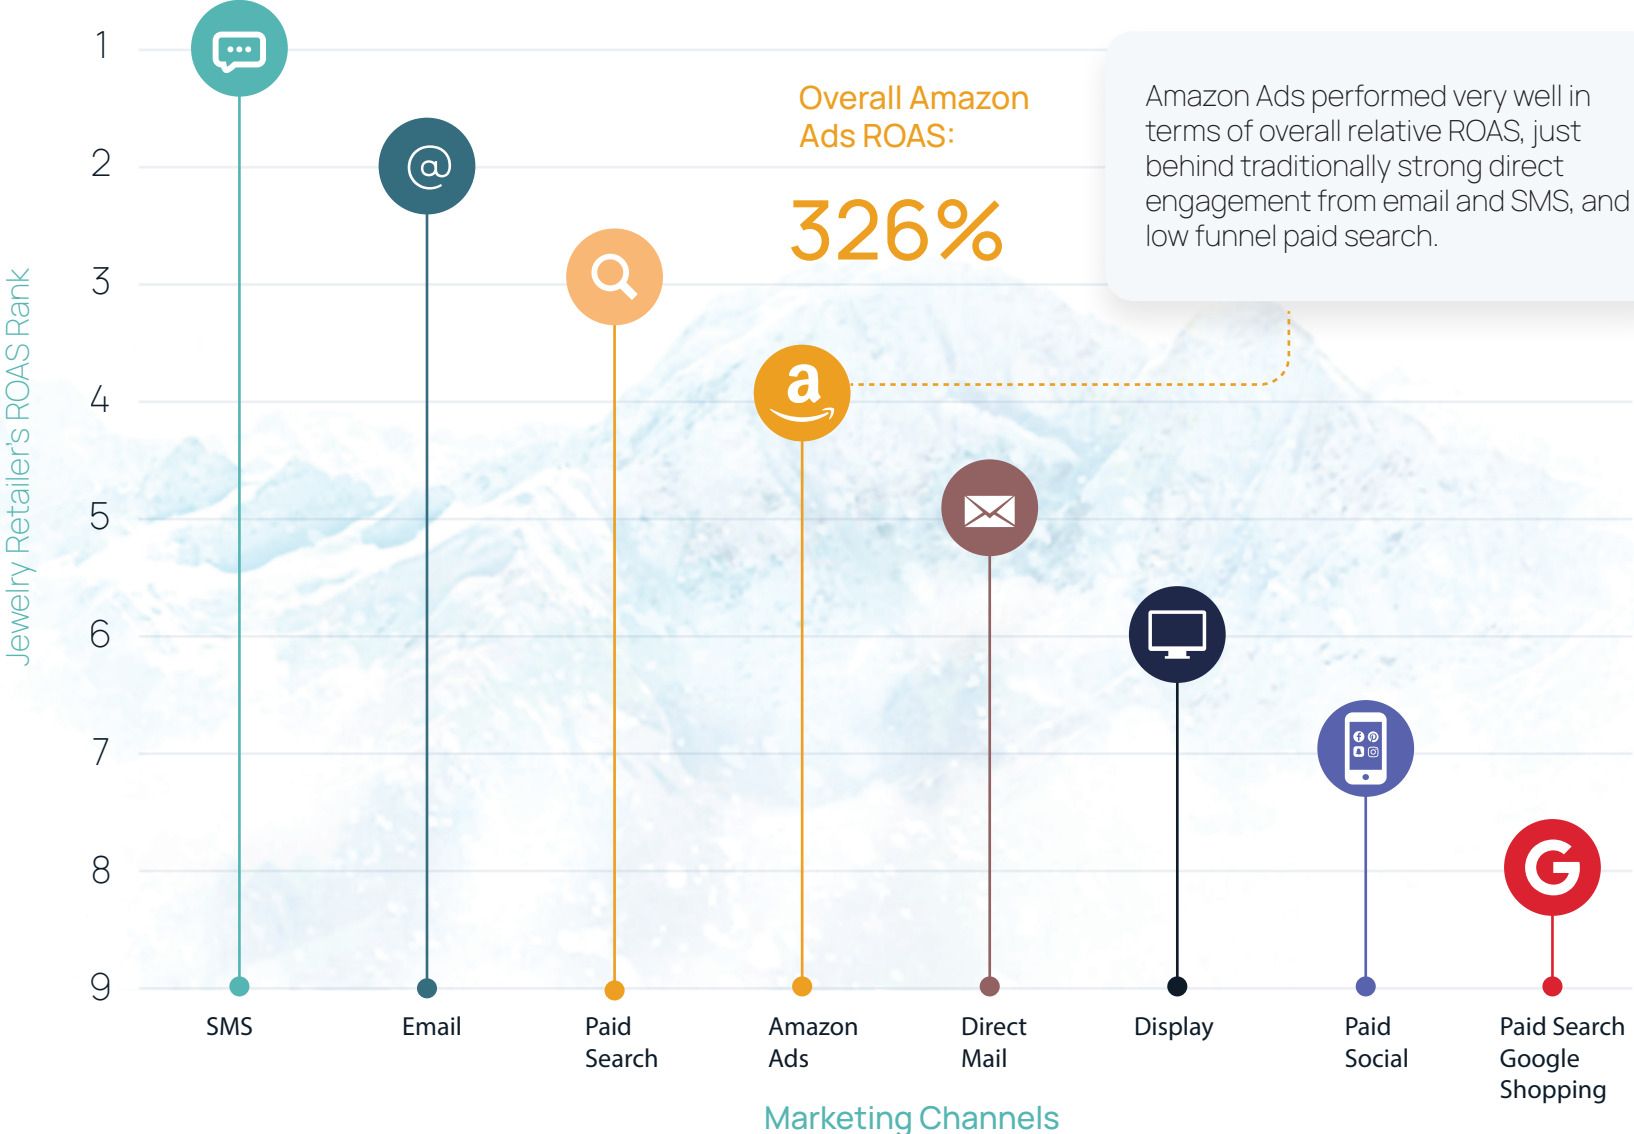 1
2
3
4
5
6
7
8
9
Jewelry Retailer's ROAS Rank
Overall Amazon
Ads ROAS:
326%
Amazon Ads performed very well in
terms of overall relative ROAS, just
behind traditionally strong direct
engagement from email and SMS, and
low funnel paid search.
@
a
G
SMS
Email
Paid
Search
Amazon
Ads
Direct
Mail
Display
Paid
Social
Paid Search
Google
Shopping
Marketing Channels